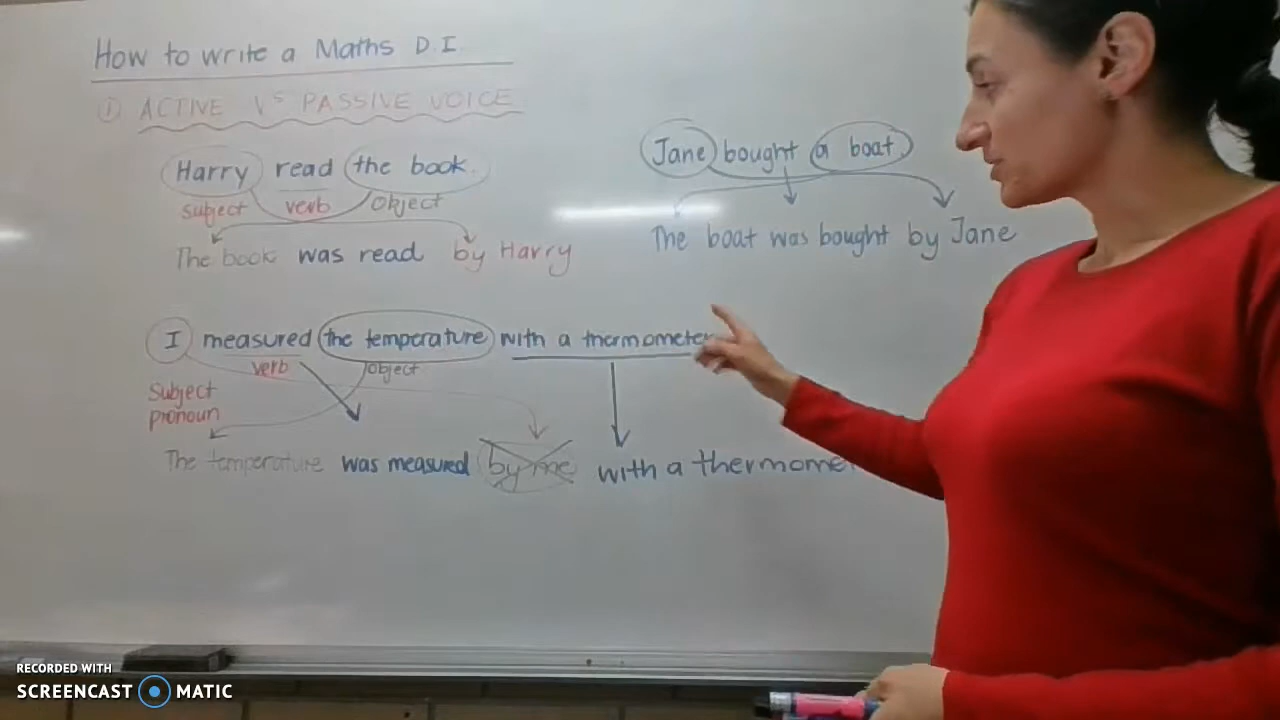 How to write a Maths D.I.
① ACTIVE VS PASSIVE VOICE
Harry read the book.
Subject verb Object
The book was read by Harry
Jane bought a boat
The boat was bought by Jane
I measured the temperature with a thermometer
verb object
Subject
pronoun
The temperature was measured by me with a thermome
RECORDED WITH
SCREENCAST MATIC